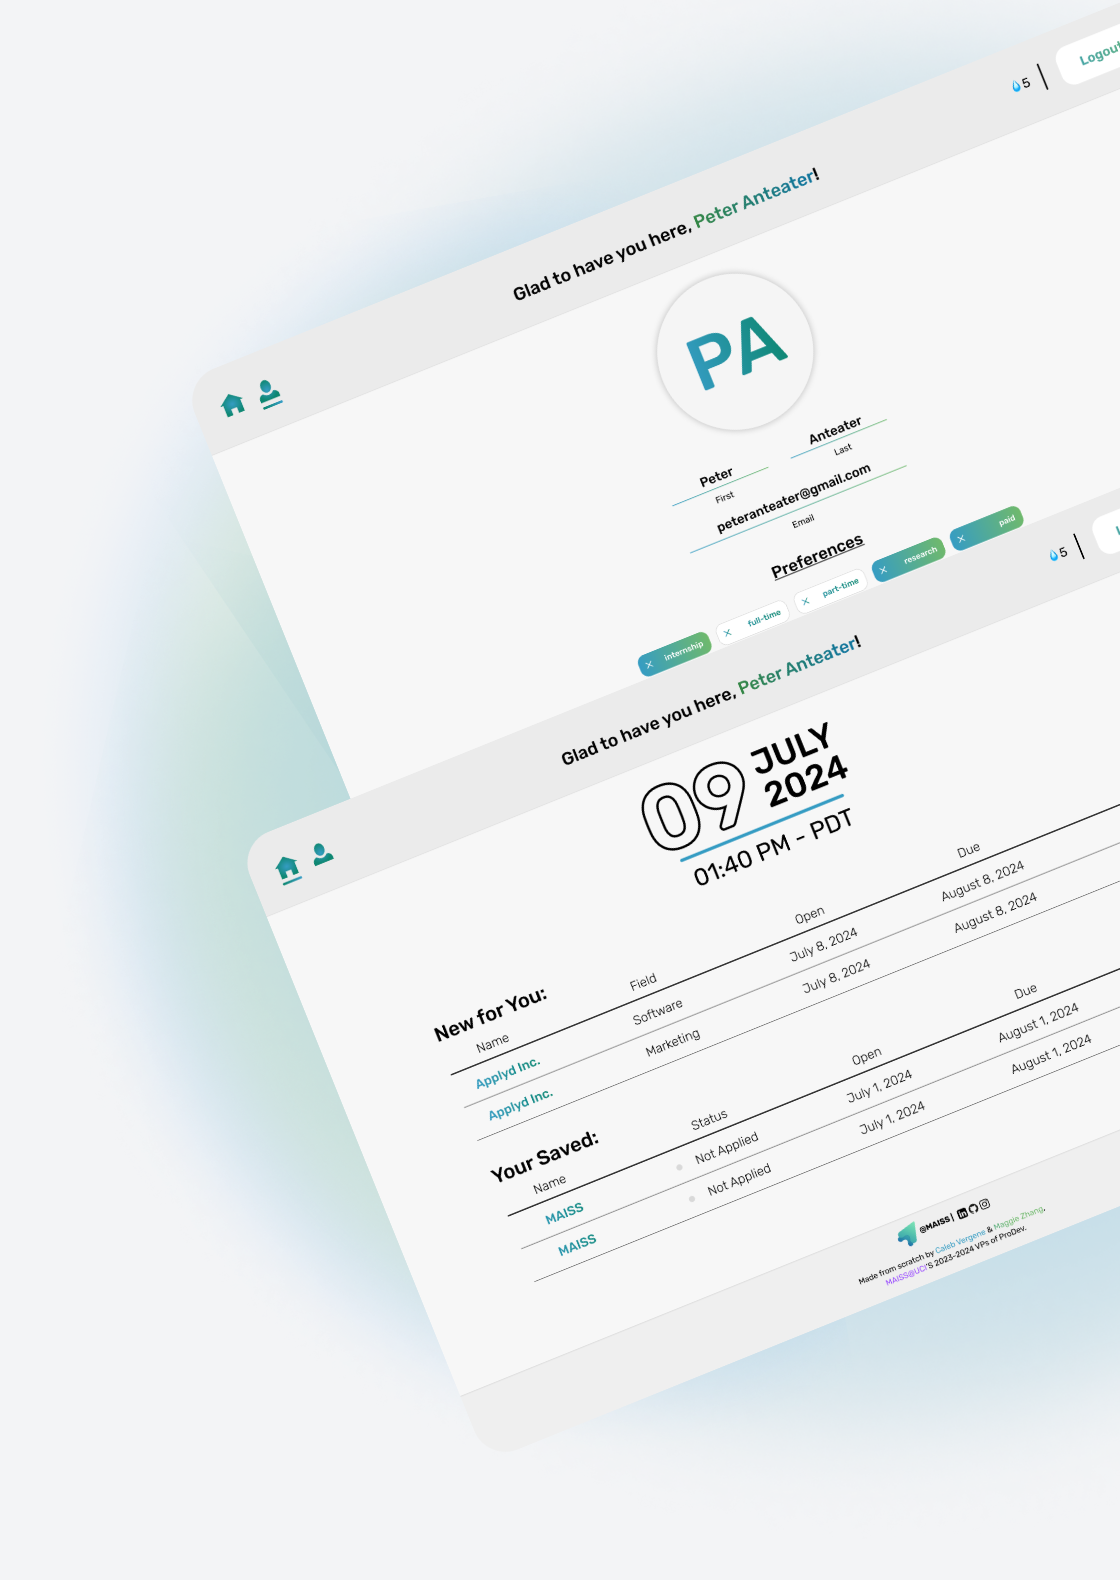 💧5 | Logout
Glad to have you here, Peter Anteater!
PA
Peter Anteater
First Last
peteranteater@gmail.com
Email
Preferences
internship full-time part-time research paid
💧5 |
Glad to have you here, Peter Anteater!
09 JULY
2024
01:40 PM - PDT
New for You:
Name Field Open Due
Applyd Inc. Software July 8, 2024 August 8, 2024
Applyd Inc. Marketing July 8, 2024 August 8, 2024
Your Saved:
Name Status Open Due
MAISS Not Applied July 1, 2024 August 1, 2024
MAISS Not Applied July 1, 2024 August 1, 2024
@MAISS |
Made from scratch by Caleb Vergene & Maggie Zhang,
MAISS@UCI'S 2023-2024 VPs of ProDev.